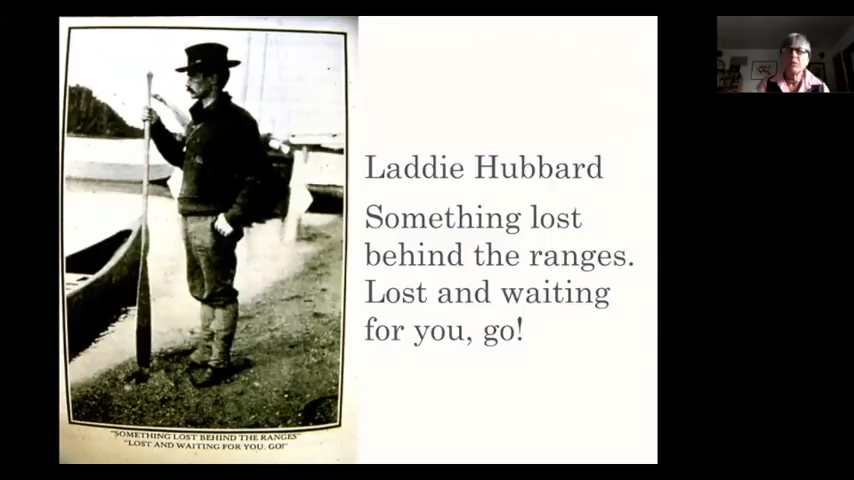 Laddie Hubbard
Something lost
behind the ranges.
Lost and waiting
for you, go!
"SOMETHING LOST BEHIND THE RANGES"
"LOST AND WAITING FOR YOU. GO!"